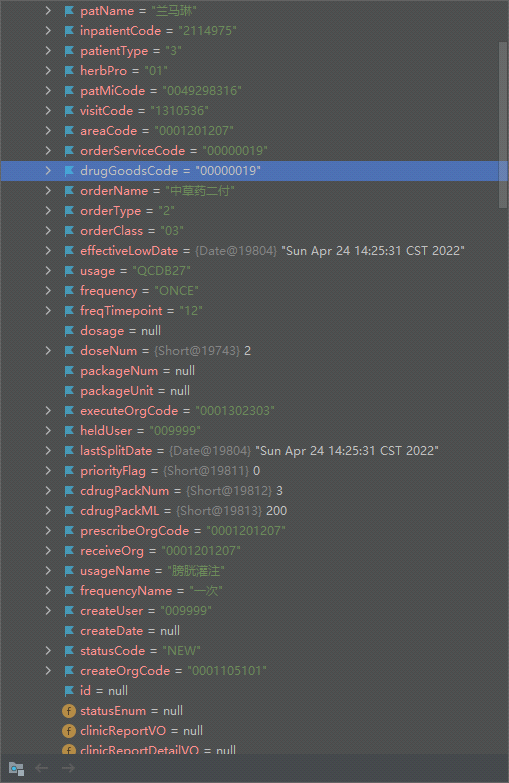 patName = "兰马琳"
inpatientCode = "2114975"
patientType = "3"
herbPro = "01"
patMiCode = "0049298316"
visitCode = "1310536"
areaCode = "0001201207"
orderServiceCode = "00000019"
drugGoodsCode = "00000019"
orderName = "中草药二付"
orderType = "2"
orderClass = "03"
effectiveLowDate = {Date@19804} "Sun Apr 24 14:25:31 CST 2022"
usage = "QCDB27"
frequency = "ONCE"
freqTimepoint = "12"
dosage = null
doseNum = {Short@19743} 2
packageNum = null
packageUnit = null
executeOrgCode = "0001302303"
heldUser = "009999"
lastSplitDate = {Date@19804} "Sun Apr 24 14:25:31 CST 2022"
priorityFlag = {Short@19811} 0
cdrugPackNum = {Short@19812} 3
cdrugPackML = {Short@19813} 200
prescribeOrgCode = "0001201207"
receiveOrg = "0001201207"
usageName = "膀胱灌注"
frequencyName = "一次"
createUser = "009999"
createDate = null
statusCode = "NEW"
createOrgCode = "0001105101"
id = null
statusEnum = null
clinicReportVO = null
clinicReportDetailVO = null